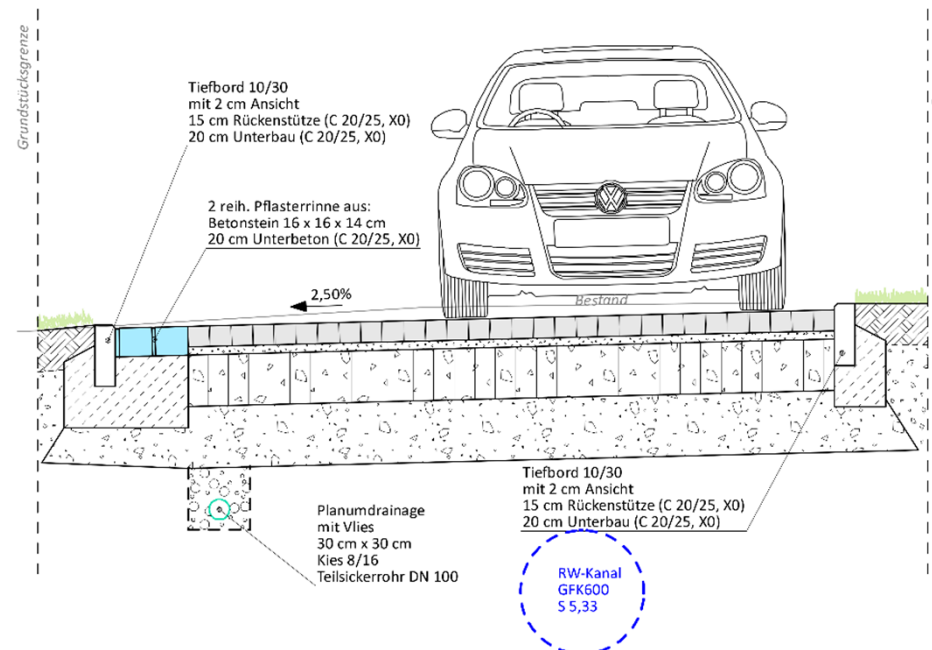 Grundstücksgrenze
Tiefbord 10/30
mit 2 cm Ansicht
15 cm Rückenstütze (C 20/25, X0)
20 cm Unterbau (C 20/25, X0)
2 reih. Pflasterrinne aus:
Betonstein 16 x 16 x 14 cm
20 cm Unterbeton (C 20/25, X0)
2,50%
Bestand
Tiefbord 10/30
mit 2 cm Ansicht
15 cm Rückenstütze (C 20/25, X0)
20 cm Unterbau (C 20/25, X0)
Planumdrainage
mit Vlies
30 cm x 30 cm
Kies 8/16
Teilsickerrohr DN 100
RW-Kanal
GFK600
S 5,33